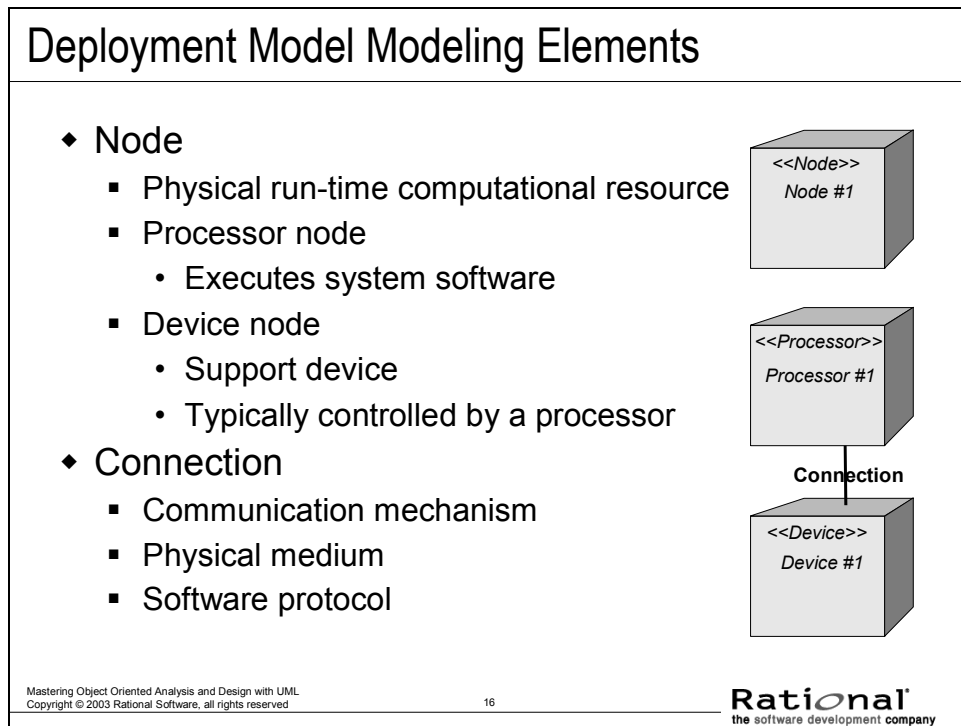 Deployment Model Modeling Elements
◆ Node
▪ Physical run-time computational resource
▪ Processor node
• Executes system software
▪ Device node
• Support device
• Typically controlled by a processor
◆ Connection
▪ Communication mechanism
▪ Physical medium
▪ Software protocol
<<Node>>
Node #1
<<Processor>>
Processor #1
Connection
<<Device>>
Device #1
Mastering Object Oriented Analysis and Design with UML
Copyright © 2003 Rational Software, all rights reserved
16
Rational
the software development company